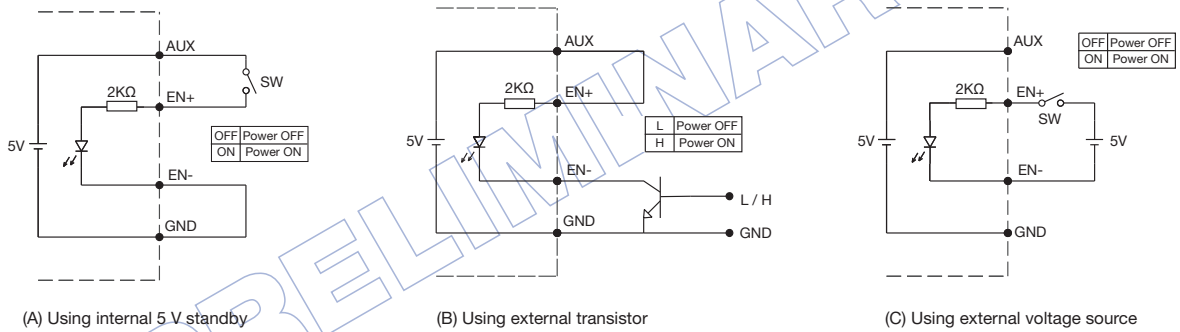 AUX
SW
2KΩ
EN+
5V
OFF Power OFF
ON Power ON
EN-
GND
(A) Using internal 5 V standby
AUX
2KΩ
EN+
5V
L Power OFF
H Power ON
EN-
L / H
GND
GND
(B) Using external transistor
AUX
OFF Power OFF
ON Power ON
2KΩ
EN+
SW
5V
5V
EN-
GND
(C) Using external voltage source
PRELIMINAR